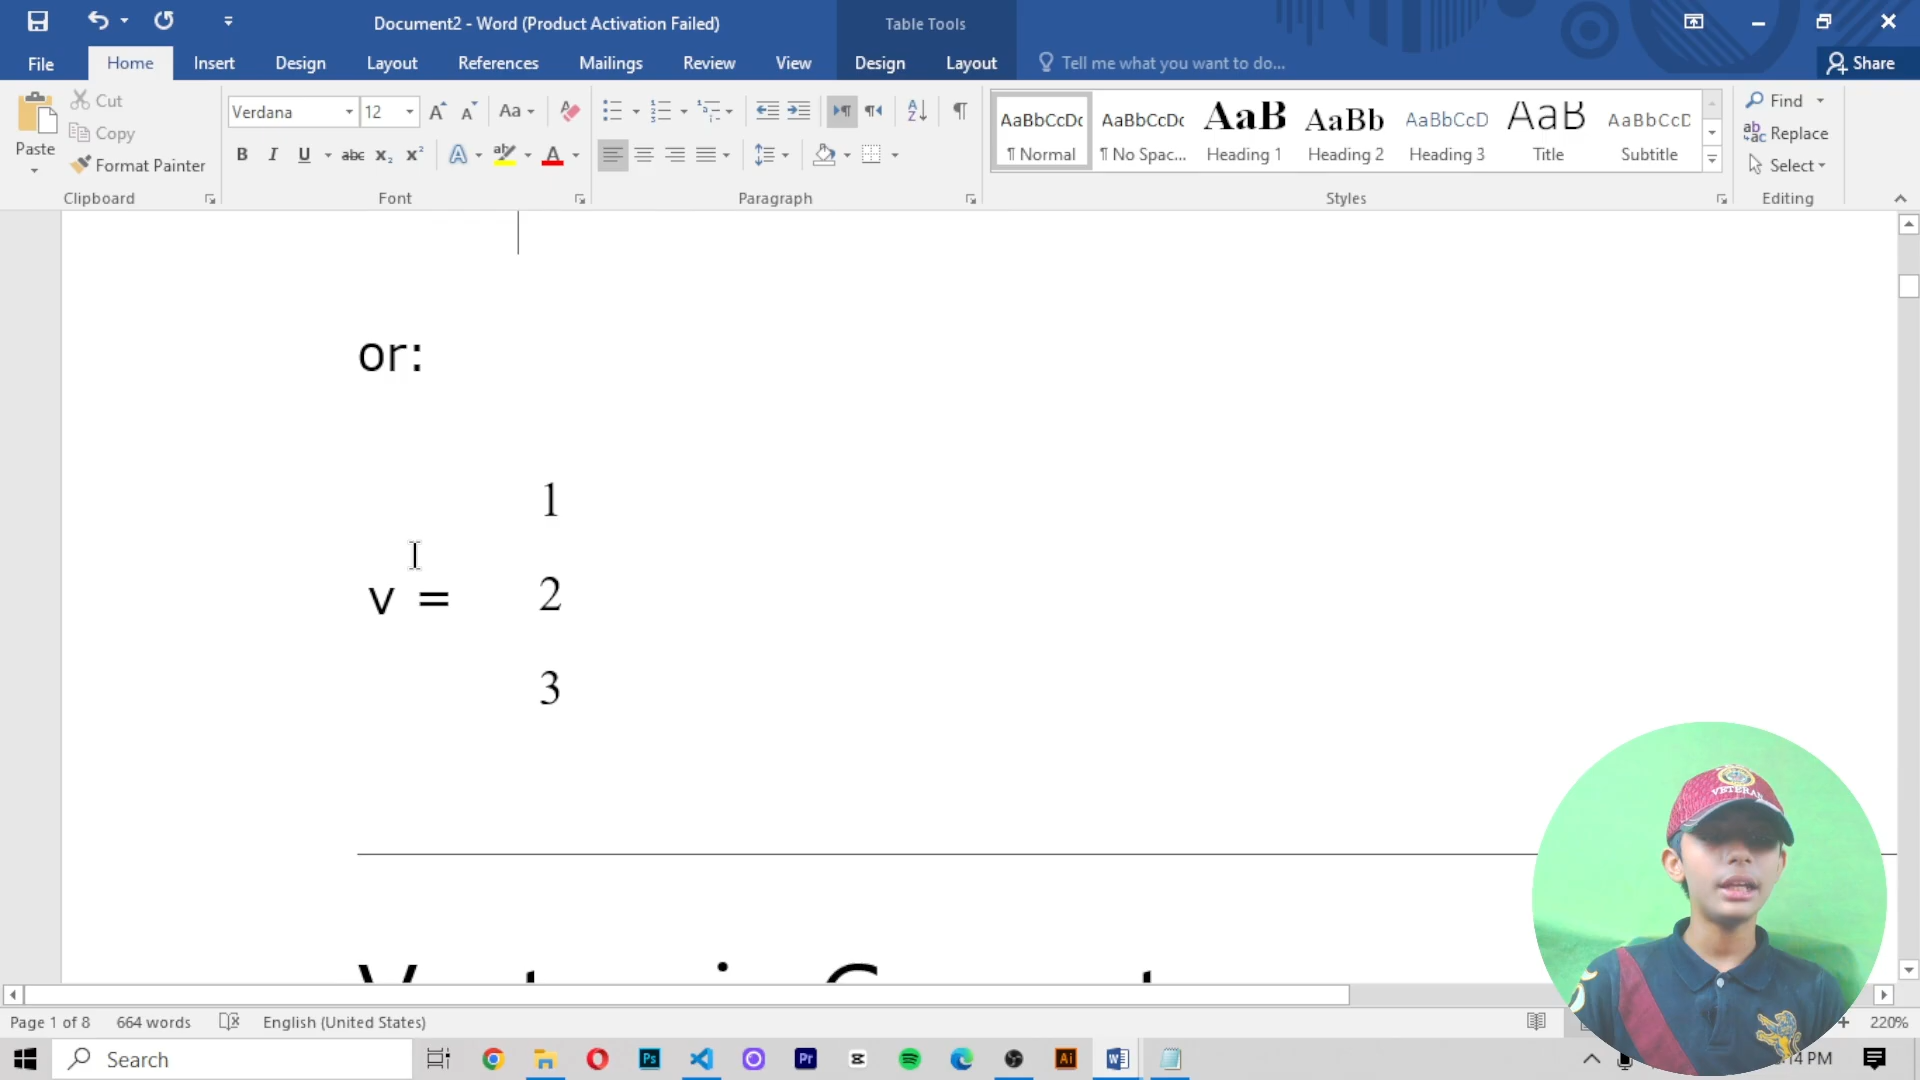 Document2 - Word (Product Activation Failed)
Table Tools
File
Home
Insert
Design
Layout
References
Mailings
Review
View
Design
Layout
Tell me what you want to do...
Share
Paste
Cut
Copy
Format Painter
Clipboard
Verdana
12
Font
Paragraph
AaBbCcDc
¶ Normal
AaBbCcDc
¶ No Spac...
AaB
Heading 1
AaBb
Heading 2
AaBbCcD
Heading 3
AaB
Title
AaBbCcD
Subtitle
Styles
Find
Replace
Select
Editing
or:
1
v =
2
3
VETERAN
Page 1 of 8
664 words
English (United States)
220%
Search